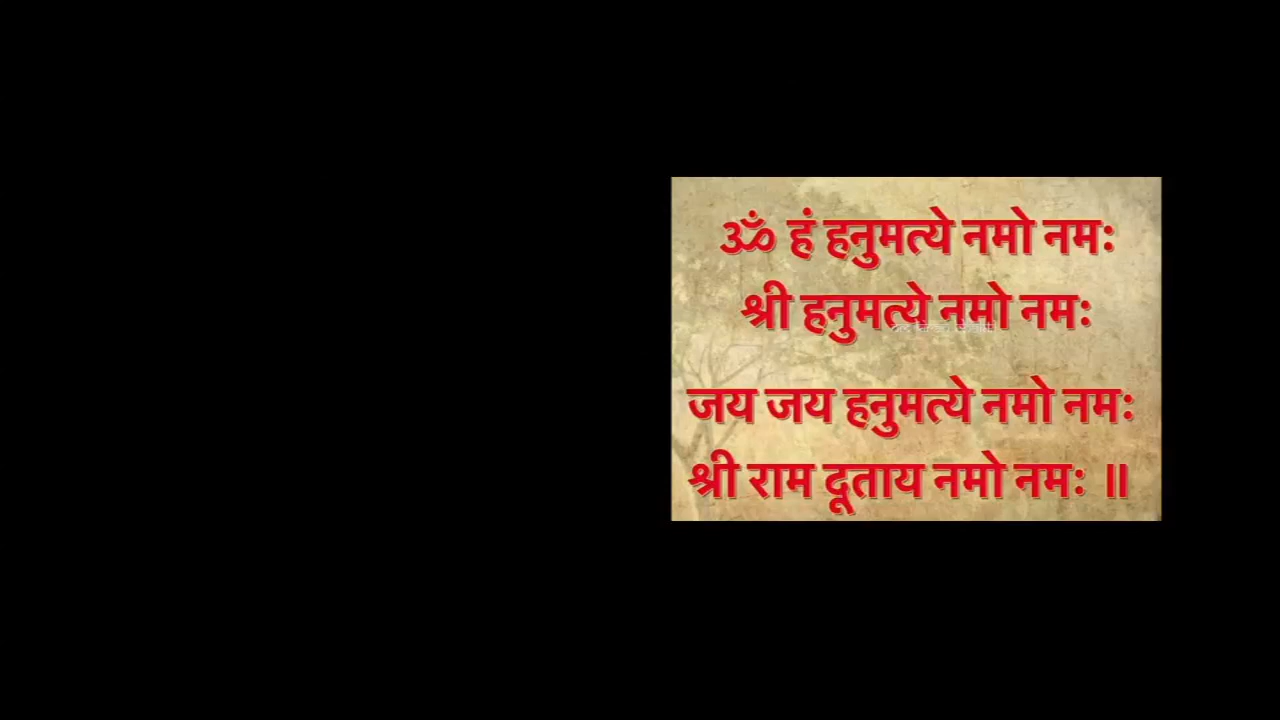 ॐ हं हनुमत्ये नमो नमः
श्री हनुमत्ये नमो नमः
जय जय हनुमत्ये नमो नमः
श्री राम दूताय नमो नमः ॥